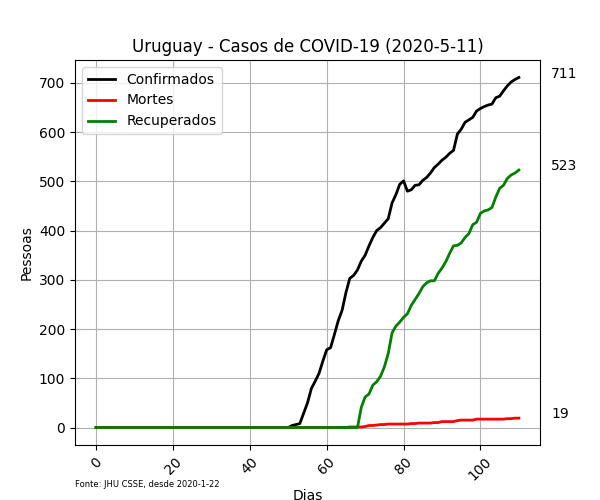 Uruguay - Casos de COVID-19 (2020-5-11)
Confirmados
Mortes
Recuperados
711
523
19
700
600
500
400
300
200
100
0
Pessoas
0
20
40
60
80
100
Fonte: JHU CSSE, desde 2020-1-22
Dias